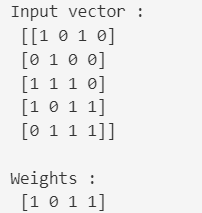 Input vector :
[[1 0 1 0]
[0 1 0 0]
[1 1 1 0]
[1 0 1 1]
[0 1 1 1]]
Weights :
[1 0 1 1]